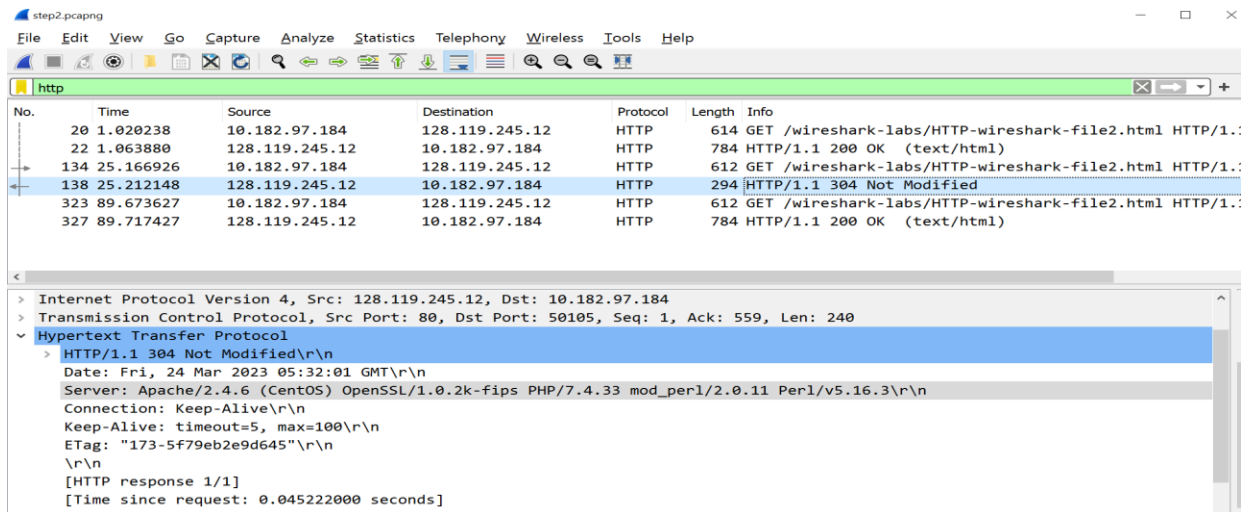 step2.pcapng
File Edit View Go Capture Analyze Statistics Telephony Wireless Tools Help
http
No. Time Source Destination Protocol Length Info
20 1.020238 10.182.97.184 128.119.245.12 HTTP 614 GET /wireshark-labs/HTTP-wireshark-file2.html HTTP/1.1
22 1.063880 128.119.245.12 10.182.97.184 HTTP 784 HTTP/1.1 200 OK (text/html)
134 25.166926 10.182.97.184 128.119.245.12 HTTP 612 GET /wireshark-labs/HTTP-wireshark-file2.html HTTP/1.1
138 25.212148 128.119.245.12 10.182.97.184 HTTP 294 HTTP/1.1 304 Not Modified
323 89.673627 10.182.97.184 128.119.245.12 HTTP 612 GET /wireshark-labs/HTTP-wireshark-file2.html HTTP/1.1
327 89.717427 128.119.245.12 10.182.97.184 HTTP 784 HTTP/1.1 200 OK (text/html)
Internet Protocol Version 4, Src: 128.119.245.12, Dst: 10.182.97.184
Transmission Control Protocol, Src Port: 80, Dst Port: 50105, Seq: 1, Ack: 559, Len: 240
Hypertext Transfer Protocol
HTTP/1.1 304 Not Modified\r\n
Date: Fri, 24 Mar 2023 05:32:01 GMT\r\n
Server: Apache/2.4.6 (CentOS) OpenSSL/1.0.2k-fips PHP/7.4.33 mod_perl/2.0.11 Perl/v5.16.3\r\n
Connection: Keep-Alive\r\n
Keep-Alive: timeout=5, max=100\r\n
ETag: "173-5f79eb2e9d645"\r\n
\r\n
[HTTP response 1/1]
[Time since request: 0.045222000 seconds]